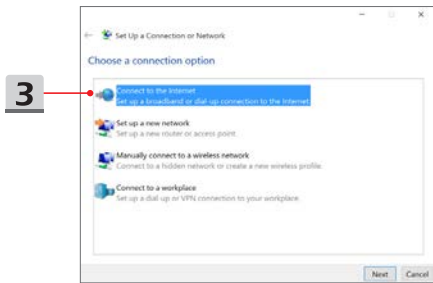 Set Up a Connection or Network
Choose a connection option
3
Connect to the Internet
Set up a broadband or dial-up connection to the Internet.
Set up a new network
Set up a new router or access point.
Manually connect to a wireless network
Connect to a hidden network or create a new wireless profile.
Connect to a workplace
Set up a dial-up or VPN connection to your workplace.
Next Cancel